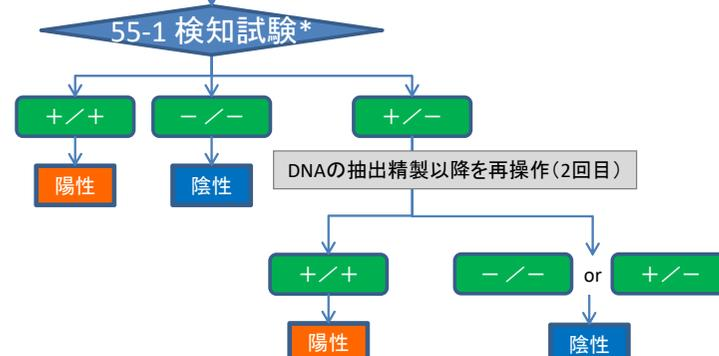 55-1 検知試験*
+/+
-/-
+/-
陽性
陰性
DNAの抽出精製以降を再操作(2回目)
+/+
-/-
or
+/-
陽性
陰性